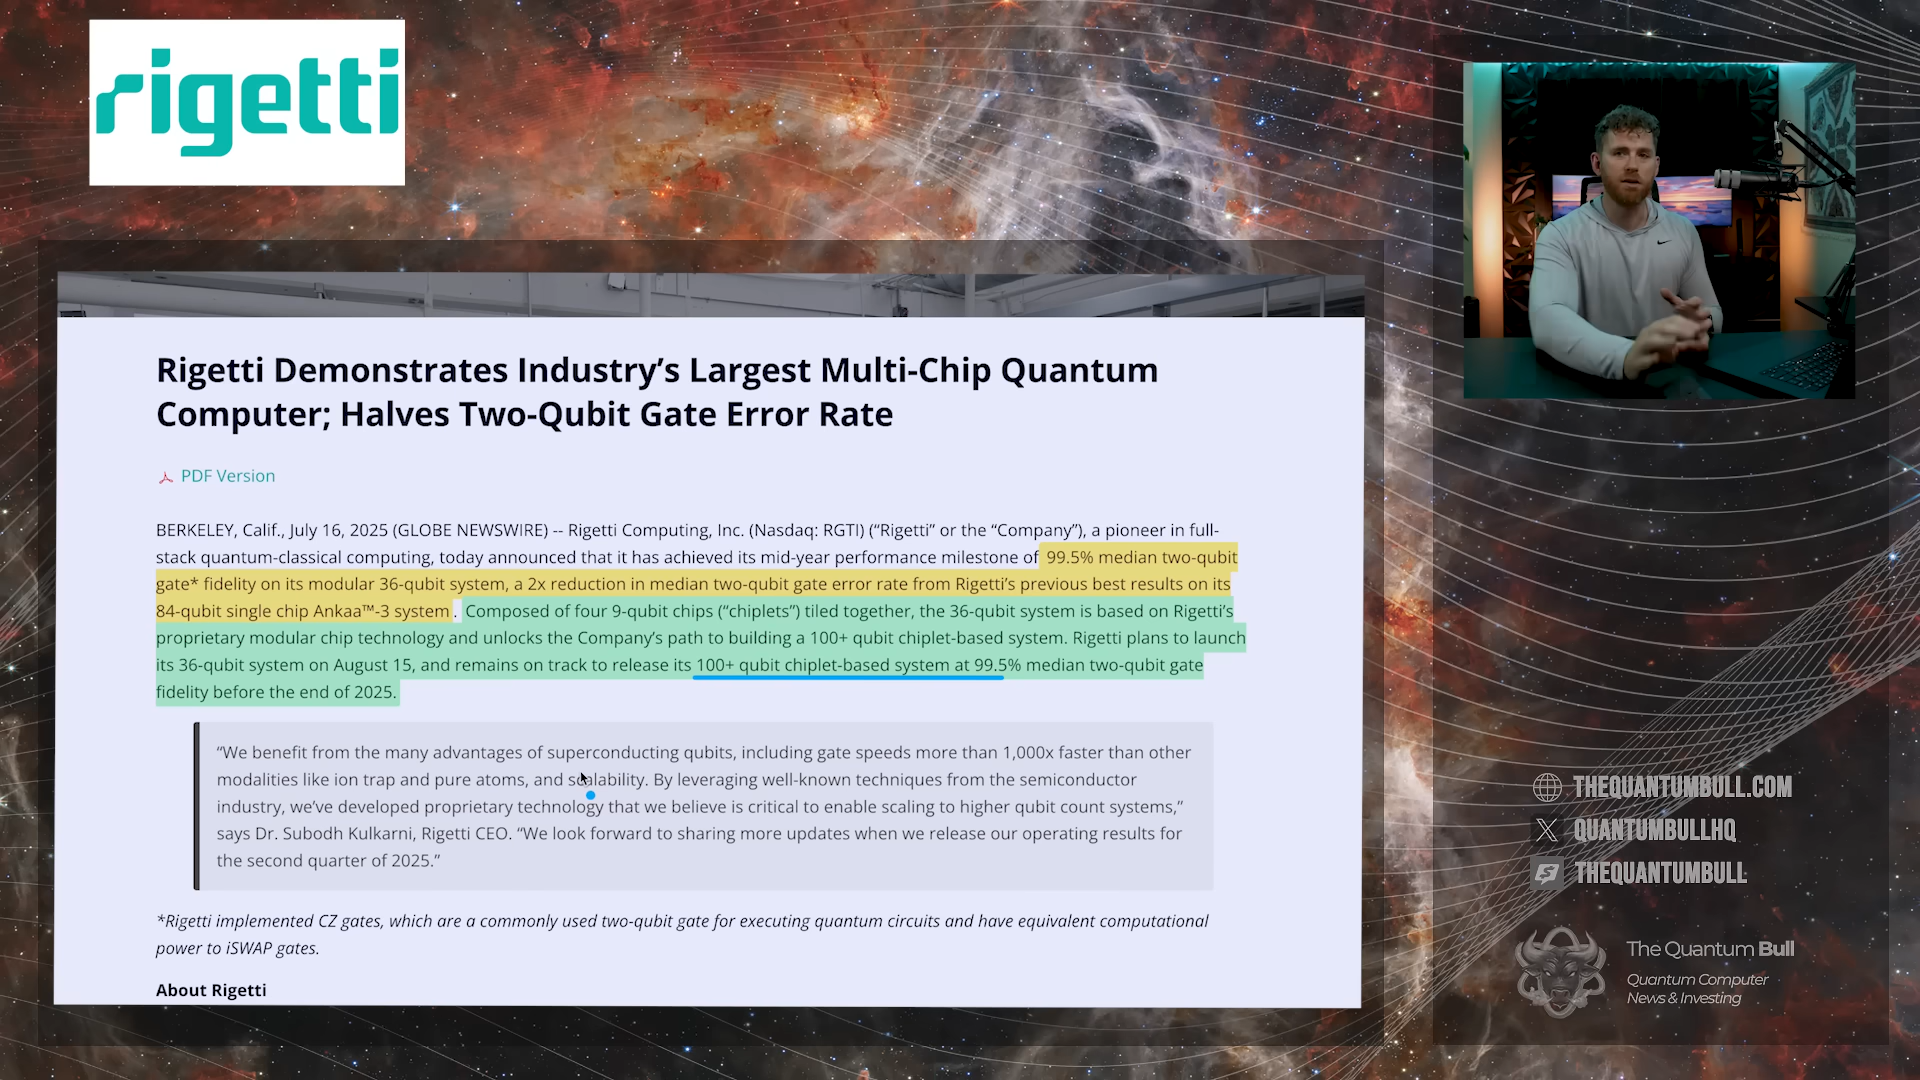 rigetti
Rigetti Demonstrates Industry’s Largest Multi-Chip Quantum
Computer; Halves Two-Qubit Gate Error Rate
PDF Version
BERKELEY, Calif., July 16, 2025 (GLOBE NEWSWIRE) -- Rigetti Computing, Inc. (Nasdaq: RGTI) (“Rigetti” or the “Company”), a pioneer in full-
stack quantum-classical computing, today announced that it has achieved its mid-year performance milestone of 99.5% median two-qubit
gate* fidelity on its modular 36-qubit system, a 2x reduction in median two-qubit gate error rate from Rigetti’s previous best results on its
84-qubit single chip Ankaa™-3 system. Composed of four 9-qubit chips (“chiplets”) tiled together, the 36-qubit system is based on Rigetti’s
proprietary modular chip technology and unlocks the Company’s path to building a 100+ qubit chiplet-based system. Rigetti plans to launch
its 36-qubit system on August 15, and remains on track to release its 100+ qubit chiplet-based system at 99.5% median two-qubit gate
fidelity before the end of 2025.
“We benefit from the many advantages of superconducting qubits, including gate speeds more than 1,000x faster than other
modalities like ion trap and pure atoms, and scalability. By leveraging well-known techniques from the semiconductor
industry, we’ve developed proprietary technology that we believe is critical to enable scaling to higher qubit count systems,”
says Dr. Subodh Kulkarni, Rigetti CEO. “We look forward to sharing more updates when we release our operating results for
the second quarter of 2025.”
*Rigetti implemented CZ gates, which are a commonly used two-qubit gate for executing quantum circuits and have equivalent computational
power to iSWAP gates.
About Rigetti
THEQUANTUMBULL.COM
QUANTUMBULLHQ
THEQUANTUMBULL
The Quantum Bull
Quantum Computer
News & Investing